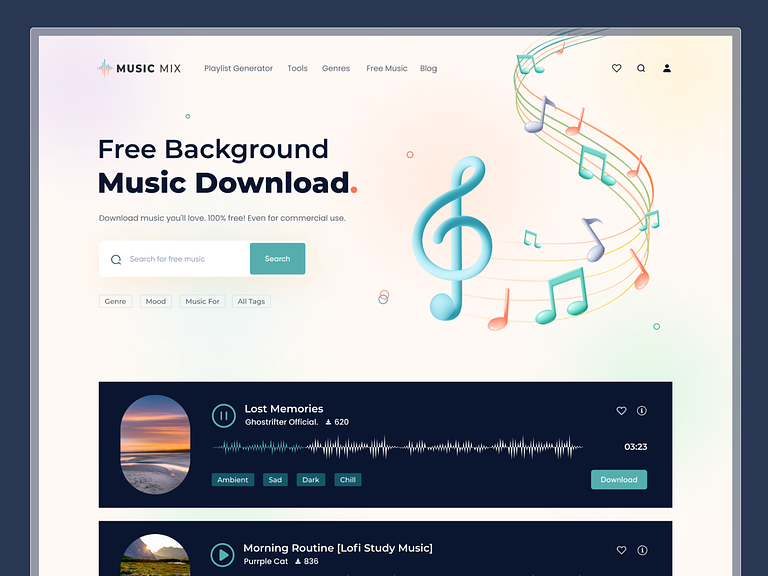 MUSIC MIX Playlist Generator Tools Genres Free Music Blog
Free Background
Music Download.
Download music you'll love. 100% free! Even for commercial use.
Search for free music Search
Genre Mood Music For All Tags
Lost Memories
Ghostrifter Official. 620
03:23
Ambient Sad Dark Chill Download
Morning Routine [Lofi Study Music]
Purrple Cat 836